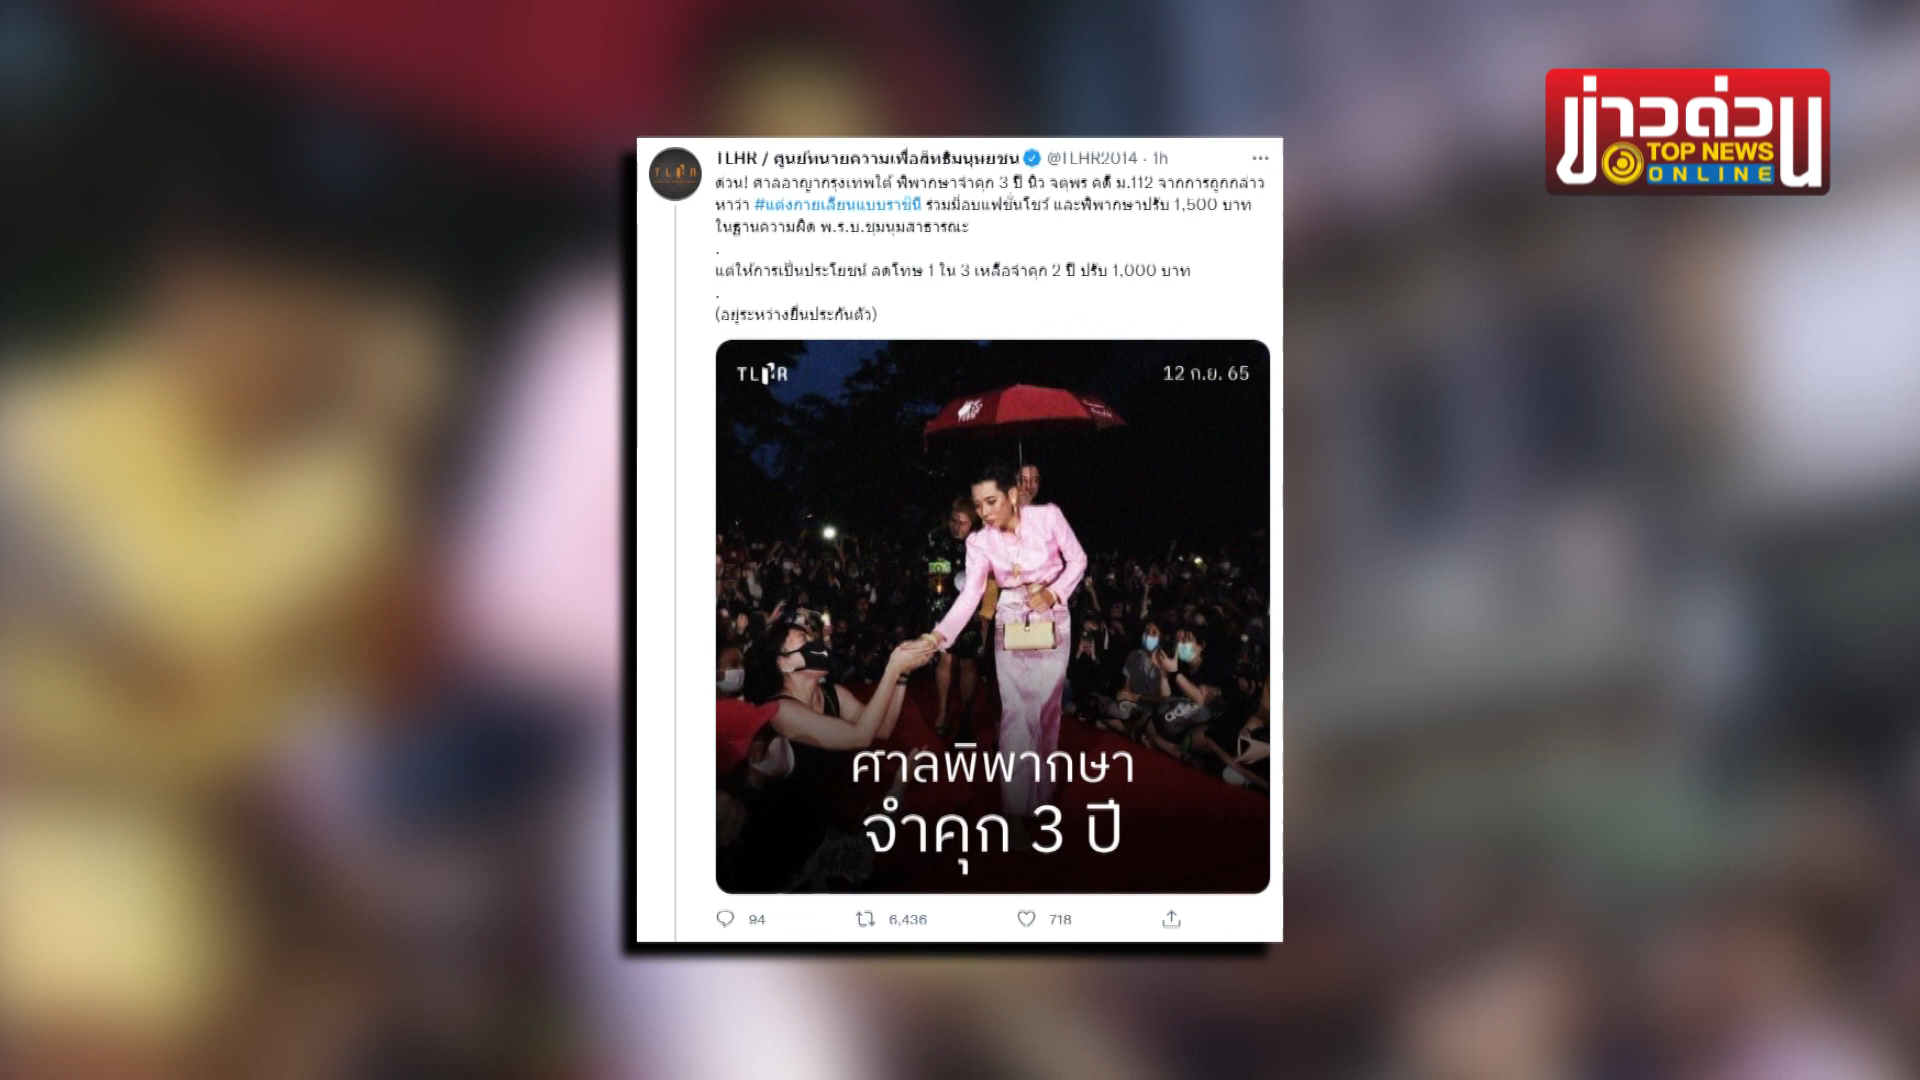 ข่าวด่วน
TOP NEWS
ONLINE
TLHR / ศูนย์ทนายความเพื่อสิทธิมนุษยชน @TLHR2014 · 1h
ด่วน! ศาลอาญากรุงเทพใต้ พิพากษาจำคุก 3 ปี นิว จตุพร คดี ม.112 จากการถูกกล่าว
หาว่า #แต่งกายเลียนแบบราชินี ร่วมม็อบแฟชั่นโชว์ และพิพากษาปรับ 1,500 บาท
ในฐานความผิด พ.ร.บ.ชุมนุมสาธารณะ
.
แต่ให้การเป็นประโยชน์ ลดโทษ 1 ใน 3 เหลือจำคุก 2 ปี ปรับ 1,000 บาท
.
(อยู่ระหว่างยื่นประกันตัว)
TLHR
12 ก.ย. 65
ศาลพิพากษา
จำคุก 3 ปี
94 6,436 718